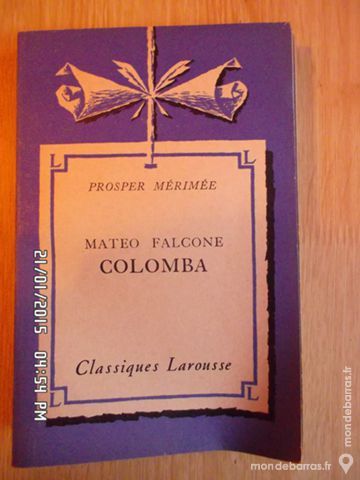 L L
PROSPER MÉRIMÉE
MATEO FALCONE
COLOMBA
Classiques Larousse
L L
21/01/2015 04:54 PM
mondebarras.fr